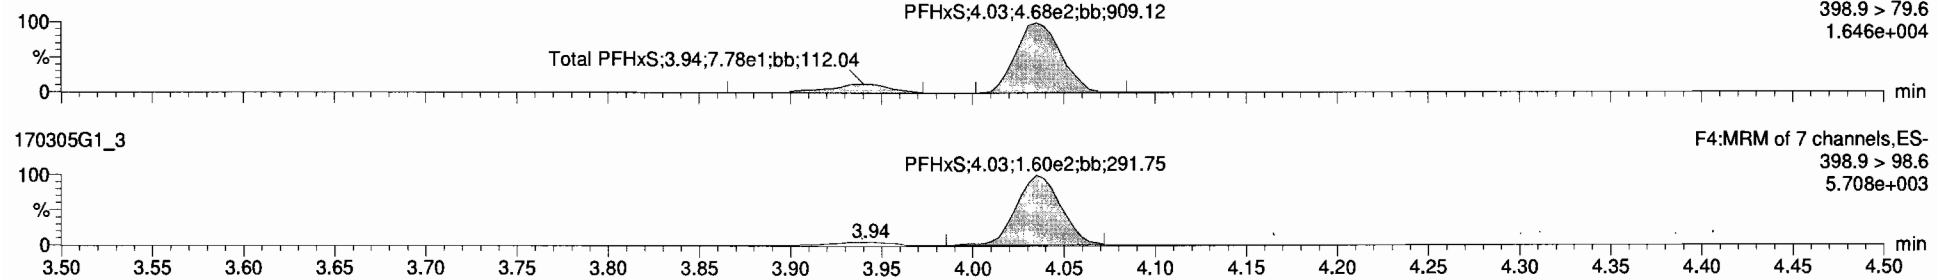 PFHxS;4.03;4.68e2;bb;909.12
398.9 > 79.6
1.646e+004
100
%
0
Total PFHxS;3.94;7.78e1;bb;112.04
min
170305G1_3
F4:MRM of 7 channels,ES-
PFHxS;4.03;1.60e2;bb;291.75
398.9 > 98.6
5.708e+003
100
%
0
3.94
min
3.50 3.55 3.60 3.65 3.70 3.75 3.80 3.85 3.90 3.95 4.00 4.05 4.10 4.15 4.20 4.25 4.30 4.35 4.40 4.45 4.50